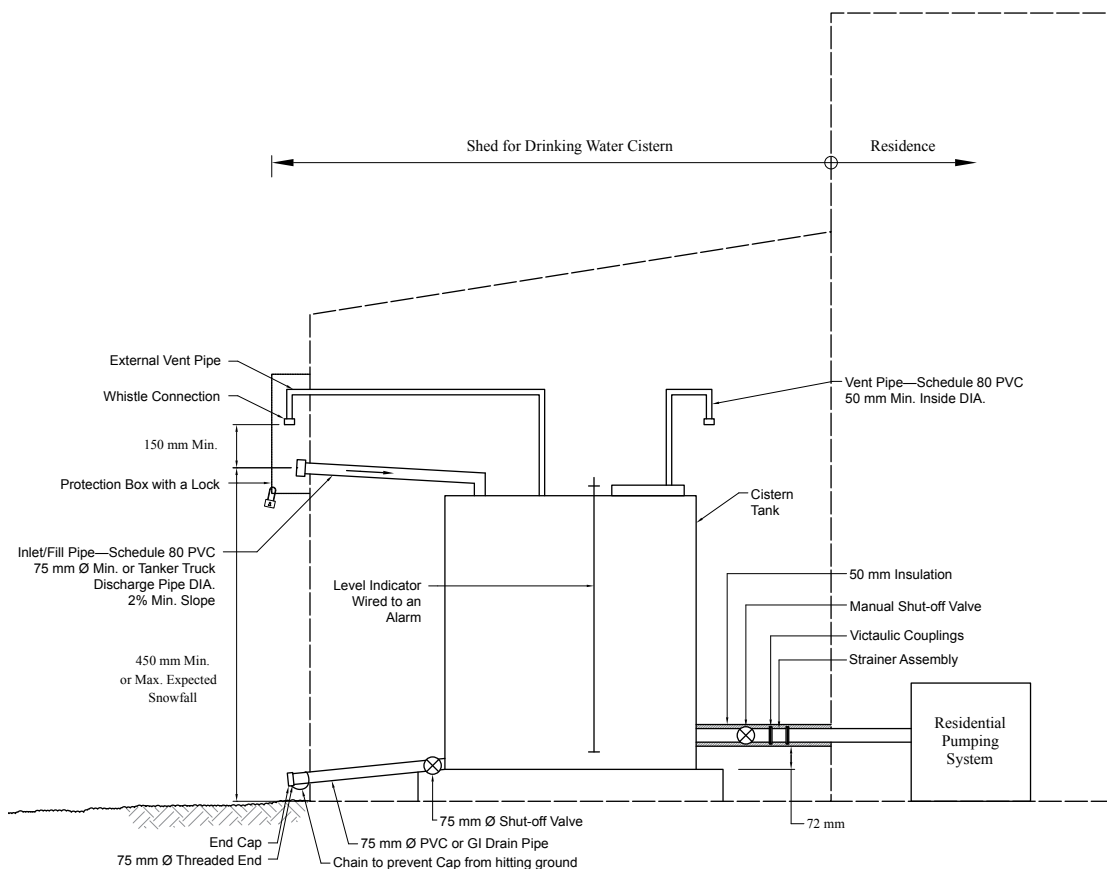 Shed for Drinking Water Cistern
Residence
External Vent Pipe
Whistle Connection
150 mm Min.
Protection Box with a Lock
Inlet/Fill Pipe—Schedule 80 PVC
75 mm Ø Min. or Tanker Truck
Discharge Pipe DIA.
2% Min. Slope
450 mm Min.
or Max. Expected
Snowfall
Vent Pipe—Schedule 80 PVC
50 mm Min. Inside DIA.
Cistern
Tank
Level Indicator
Wired to an
Alarm
50 mm Insulation
Manual Shut-off Valve
Victaulic Couplings
Strainer Assembly
Residential
Pumping
System
72 mm
75 mm Ø Shut-off Valve
End Cap
75 mm Ø PVC or GI Drain Pipe
75 mm Ø Threaded End
Chain to prevent Cap from hitting ground